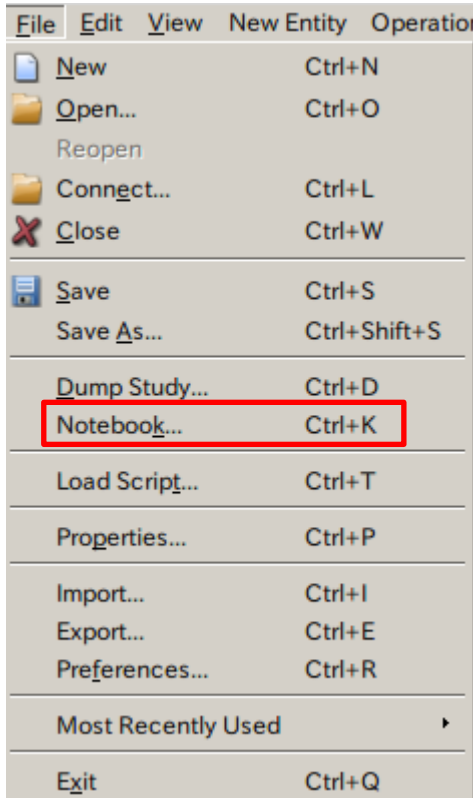 File Edit View New Entity
New Ctrl+N
Open... Ctrl+O
Reopen
Connect... Ctrl+L
Close Ctrl+W
Save Ctrl+S
Save As... Ctrl+Shift+S
Dump Study... Ctrl+D
Notebook... Ctrl+K
Load Script... Ctrl+T
Properties... Ctrl+P
Import... Ctrl+I
Export... Ctrl+E
Preferences... Ctrl+R
Most Recently Used
Exit Ctrl+Q